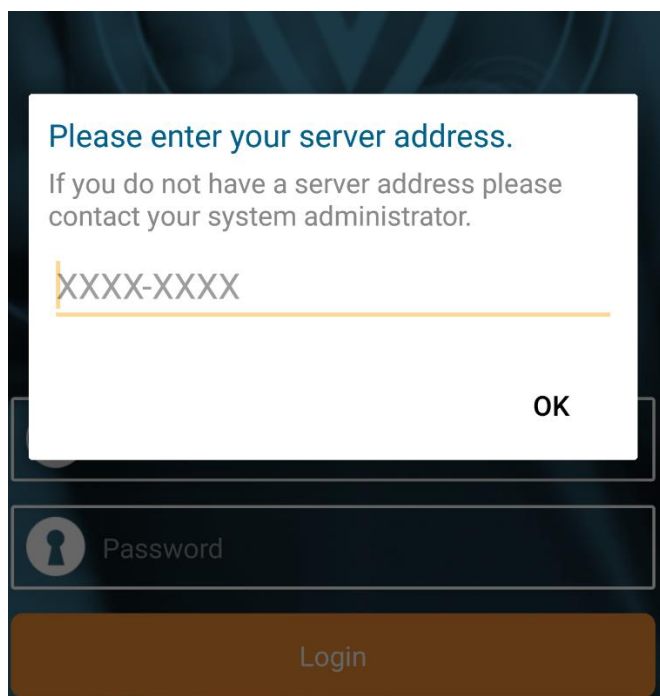 Please enter your server address.
If you do not have a server address please
contact your system administrator.
XXXX-XXXX
OK
Password
Login